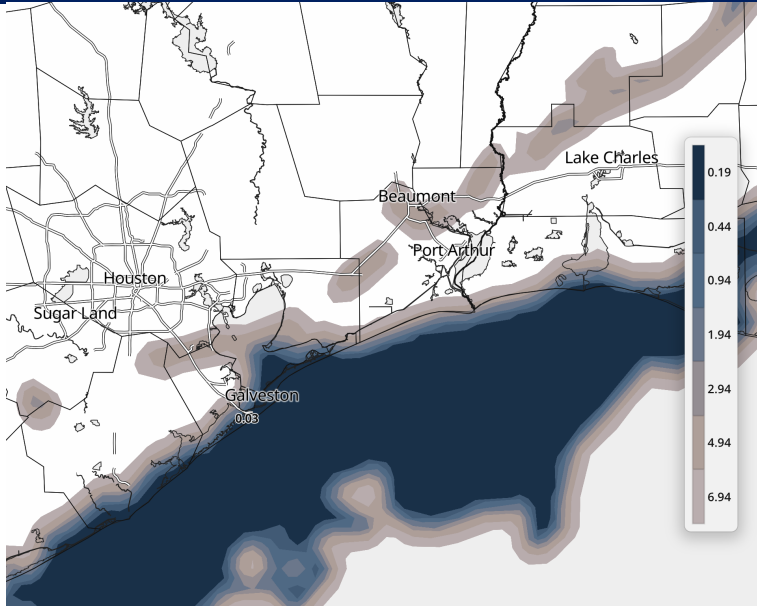 Lake Charles
Beaumont
Port Arthur
Houston
Sugar Land
Galveston
0.03
0.19
0.44
0.94
1.94
2.94
4.94
6.94